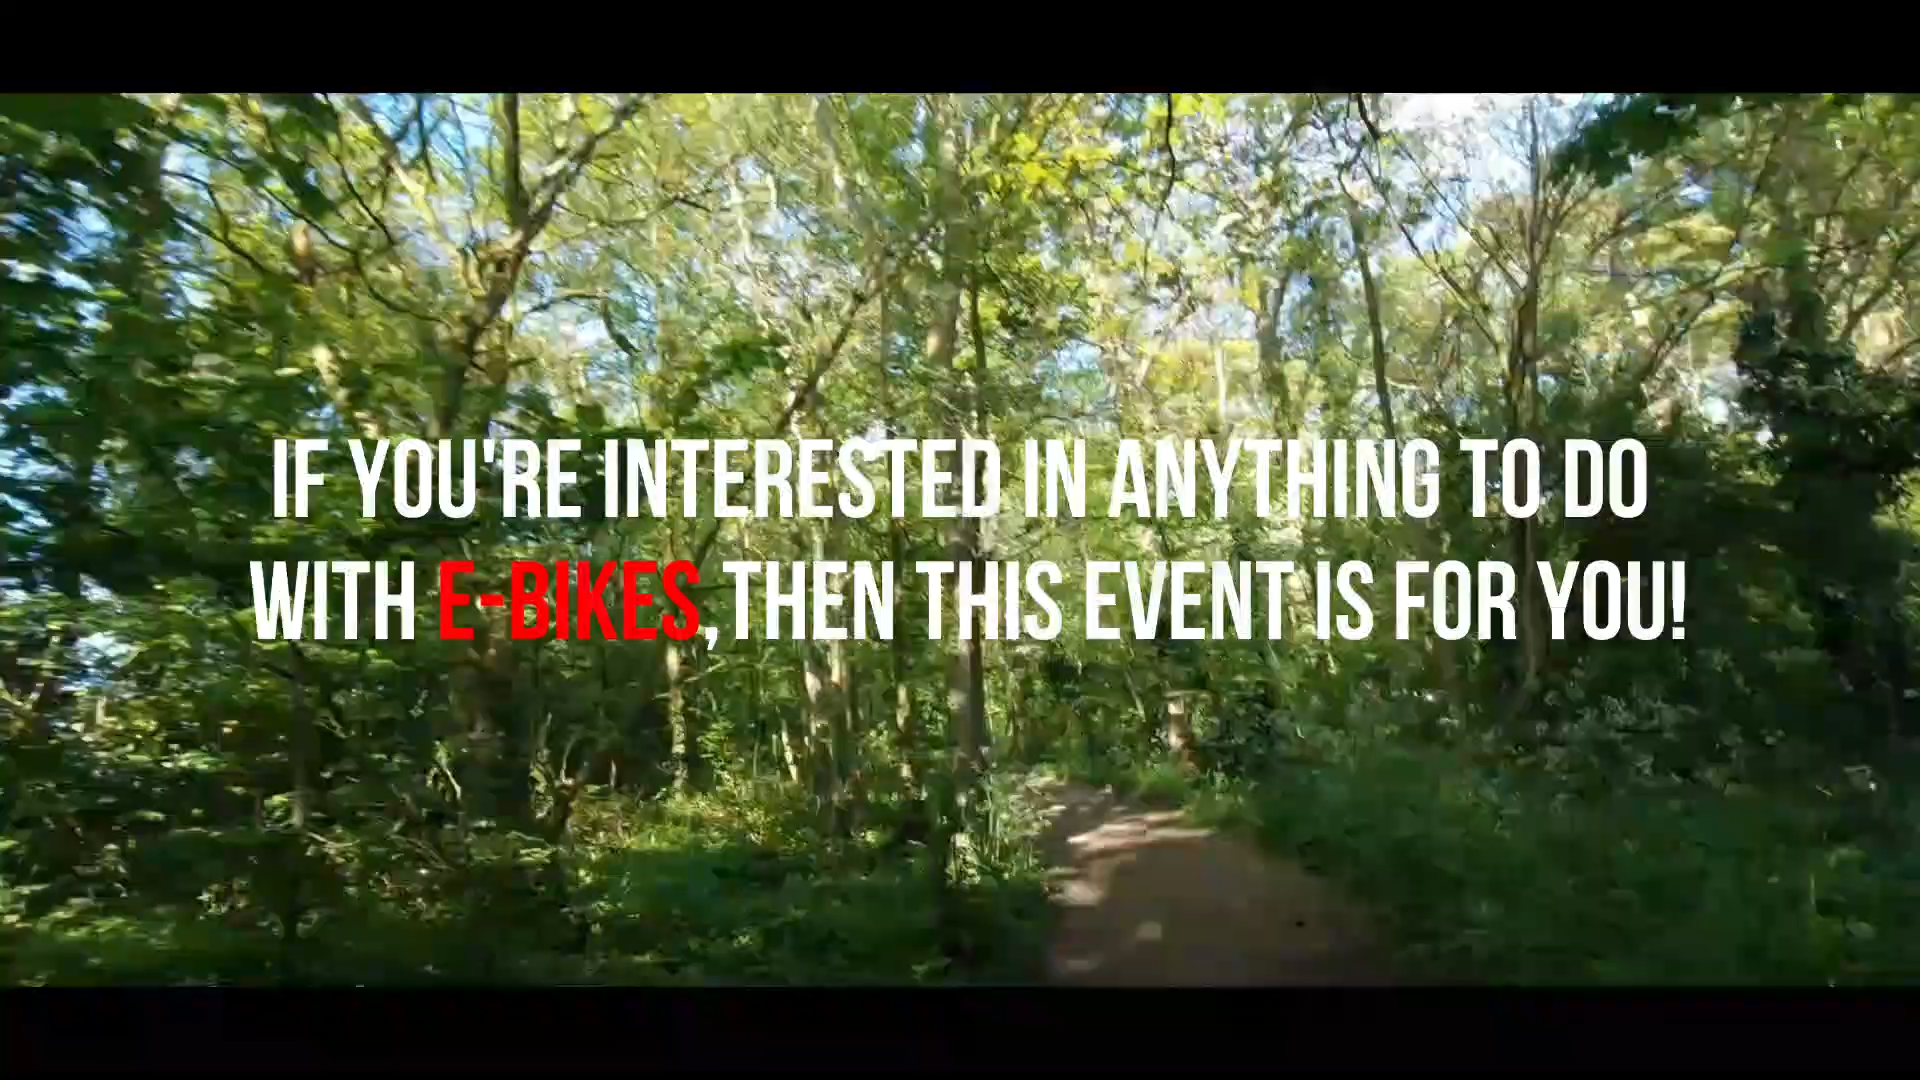 IF YOU'RE INTERESTED IN ANYTHING TO DO
WITH E-BIKES,THEN THIS EVENT IS FOR YOU!